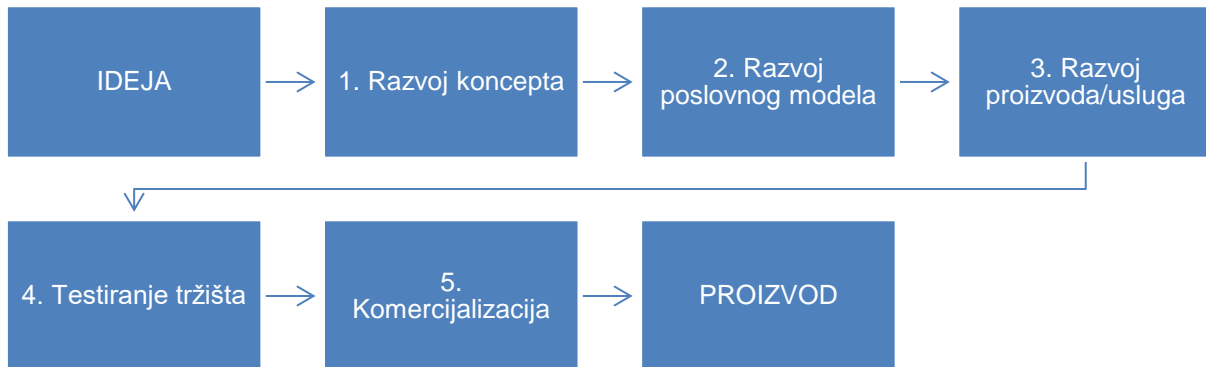 IDEJA
1. Razvoj koncepta
2. Razvoj
poslovnog modela
3. Razvoj
proizvoda/usluga
4. Testiranje tržišta
5.
Komercijalizacija
PROIZVOD